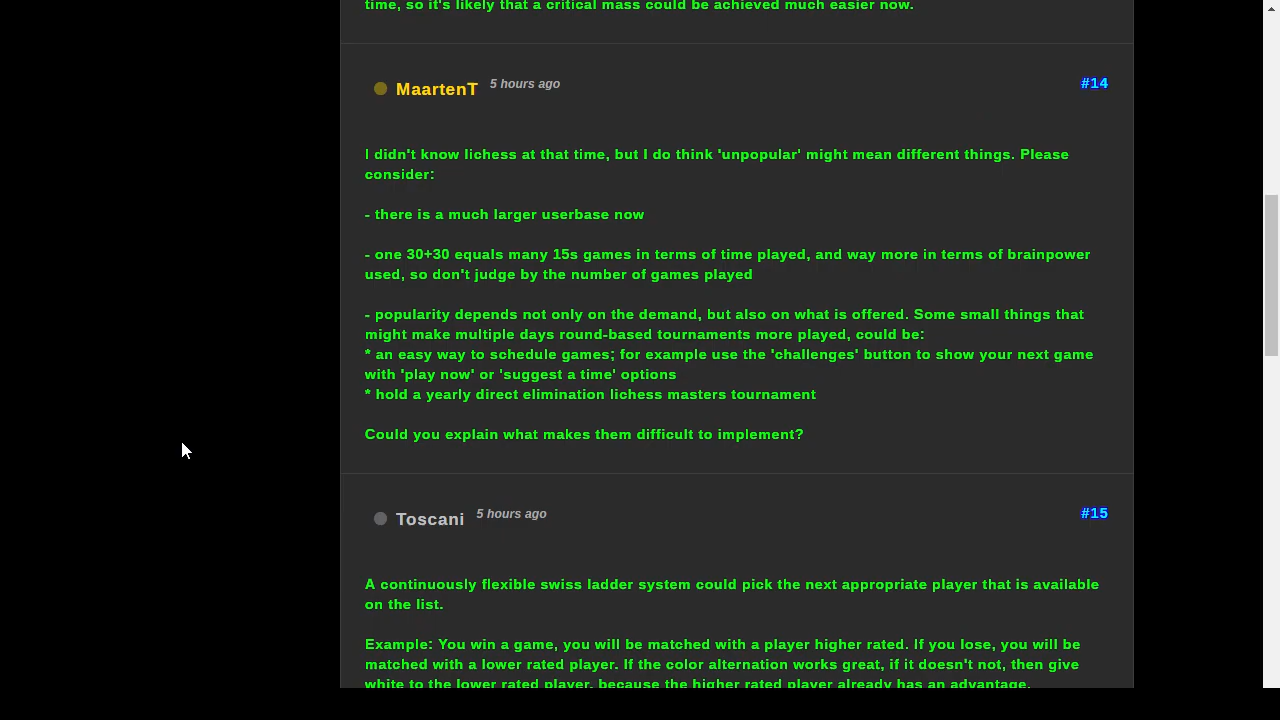 time, so it's likely that a critical mass could be achieved much easier now.
MaartenT 5 hours ago #14
I didn't know lichess at that time, but I do think 'unpopular' might mean different things. Please
consider:
- there is a much larger userbase now
- one 30+30 equals many 15s games in terms of time played, and way more in terms of brainpower
used, so don't judge by the number of games played
- popularity depends not only on the demand, but also on what is offered. Some small things that
might make multiple days round-based tournaments more played, could be:
* an easy way to schedule games; for example use the 'challenges' button to show your next game
with 'play now' or 'suggest a time' options
* hold a yearly direct elimination lichess masters tournament
Could you explain what makes them difficult to implement?
Toscani 5 hours ago #15
A continuously flexible swiss ladder system could pick the next appropriate player that is available
on the list.
Example: You win a game, you will be matched with a player higher rated. If you lose, you will be
matched with a lower rated player. If the color alternation works great, if it doesn't not, then give
white to the lower rated player, because the higher rated player already has an advantage.